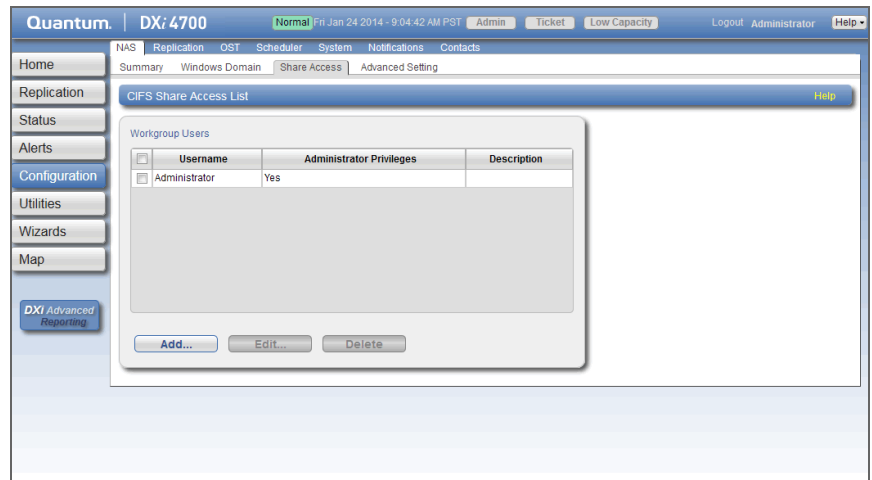 Quantum. DXi 4700 Normal Fri Jan 24 2014 - 9:04:42 AM PST Admin Ticket Low Capacity Logout Administrator Help
NAS Replication OST Scheduler System Notifications Contacts
Summary Windows Domain Share Access Advanced Setting
Home
Replication
Status
Alerts
Configuration
Utilities
Wizards
Map
DXi Advanced
Reporting
CIFS Share Access List Help
Workgroup Users
Username Administrator Privileges Description
Administrator Yes
Add... Edit... Delete